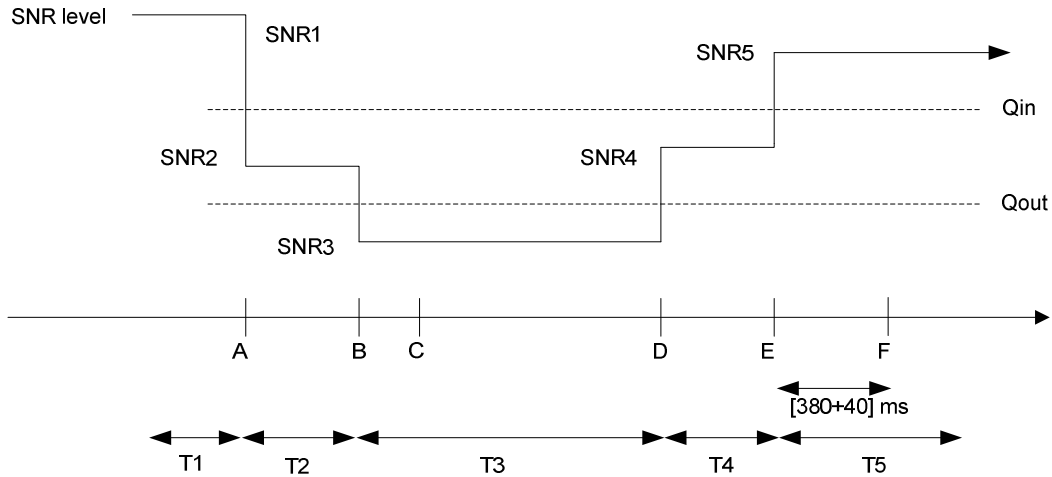 SNR level
SNR1
SNR5
Qin
SNR2
SNR4
Qout
SNR3
A B C D E F
[380+40] ms
T1 T2 T3 T4 T5